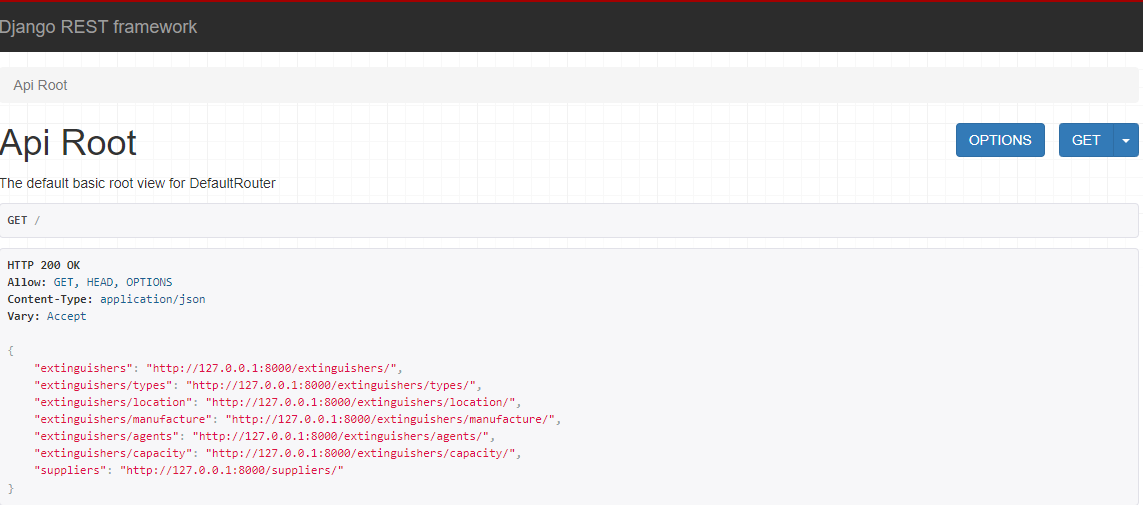 Django REST framework
Api Root
Api Root
OPTIONS
GET
The default basic root view for DefaultRouter
GET /
HTTP 200 OK
Allow: GET, HEAD, OPTIONS
Content-Type: application/json
Vary: Accept
{
    "extinguishers": "http://127.0.0.1:8000/extinguishers/",
    "extinguishers/types": "http://127.0.0.1:8000/extinguishers/types/",
    "extinguishers/location": "http://127.0.0.1:8000/extinguishers/location/",
    "extinguishers/manufacture": "http://127.0.0.1:8000/extinguishers/manufacture/",
    "extinguishers/agents": "http://127.0.0.1:8000/extinguishers/agents/",
    "extinguishers/capacity": "http://127.0.0.1:8000/extinguishers/capacity/",
    "suppliers": "http://127.0.0.1:8000/suppliers/"
}